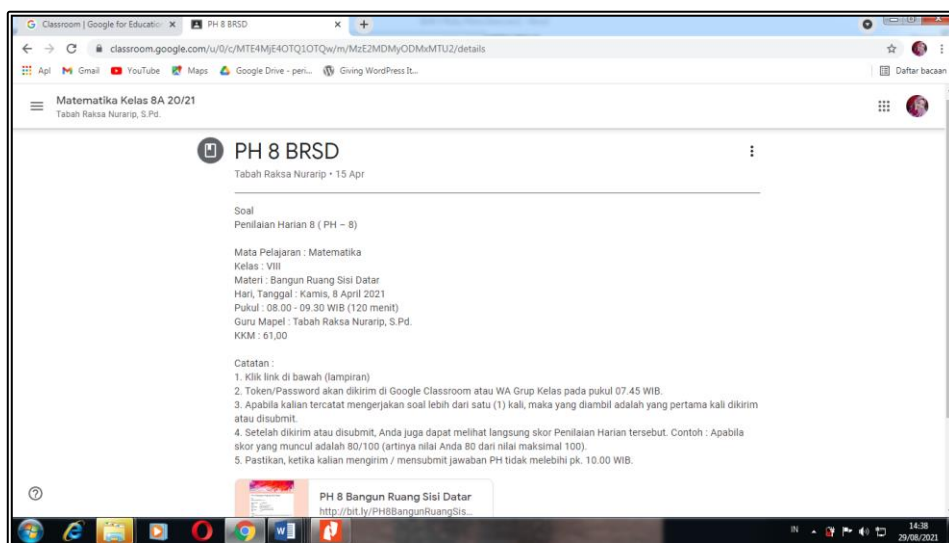 Classroom | Google for Education
PH 8 BRSD
classroom.google.com/u/0/c/MTE4MjE4OTQ1OTQw/m/MzE2MDMyODMxMTU2/details
Apl
Gmail
YouTube
Maps
Google Drive - peri...
Giving WordPress It...
Daftar bacaan
Matematika Kelas 8A 20/21
Tabah Raksa Nurarip, S.Pd.
PH 8 BRSD
Tabah Raksa Nurarip • 15 Apr
Soal
Penilaian Harian 8 ( PH – 8)
Mata Pelajaran : Matematika
Kelas : VIII
Materi : Bangun Ruang Sisi Datar
Hari, Tanggal : Kamis, 8 April 2021
Pukul : 08.00 - 09.30 WIB (120 menit)
Guru Mapel : Tabah Raksa Nurarip, S.Pd.
KKM : 61,00
Catatan :
1. Klik link di bawah (lampiran)
2. Token/Password akan dikirim di Google Classroom atau WA Grup Kelas pada pukul 07.45 WIB.
3. Apabila kalian tercatat mengerjakan soal lebih dari satu (1) kali, maka yang diambil adalah yang pertama kali dikirim
atau disubmit.
4. Setelah dikirim atau disubmit, Anda juga dapat melihat langsung skor Penilaian Harian tersebut. Contoh : Apabila
skor yang muncul adalah 80/100 (artinya nilai Anda 80 dari nilai maksimal 100).
5. Pastikan, ketika kalian mengirim / mensubmit jawaban PH tidak melebihi pk. 10.00 WIB.
PH 8 Bangun Ruang Sisi Datar
http://bit.ly/PH8BangunRuangSis...
IN
14:38
29/08/2021